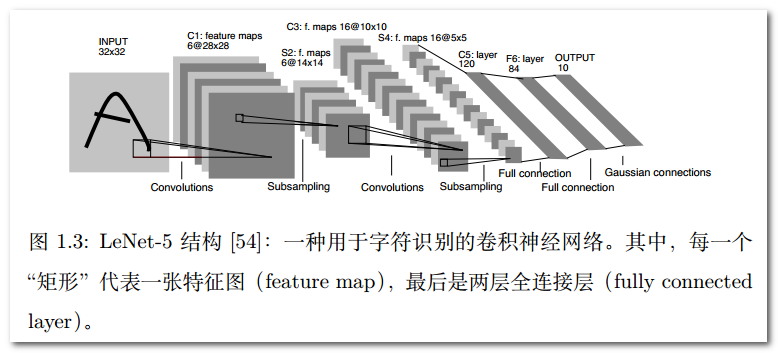 INPUT
32x32
C1: feature maps
6@28x28
C3: f. maps 16@10x10
S2: f. maps
6@14x14
S4: f. maps 16@5x5
C5: layer
120
F6: layer
84
OUTPUT
10
Convolutions
Subsampling
Convolutions
Subsampling
Full connection
Full connection
Gaussian connections
图 1.3: LeNet-5 结构 [54]：一种用于字符识别的卷积神经网络。其中，每一个
“矩形” 代表一张特征图（feature map），最后是两层全连接层（fully connected
layer）。